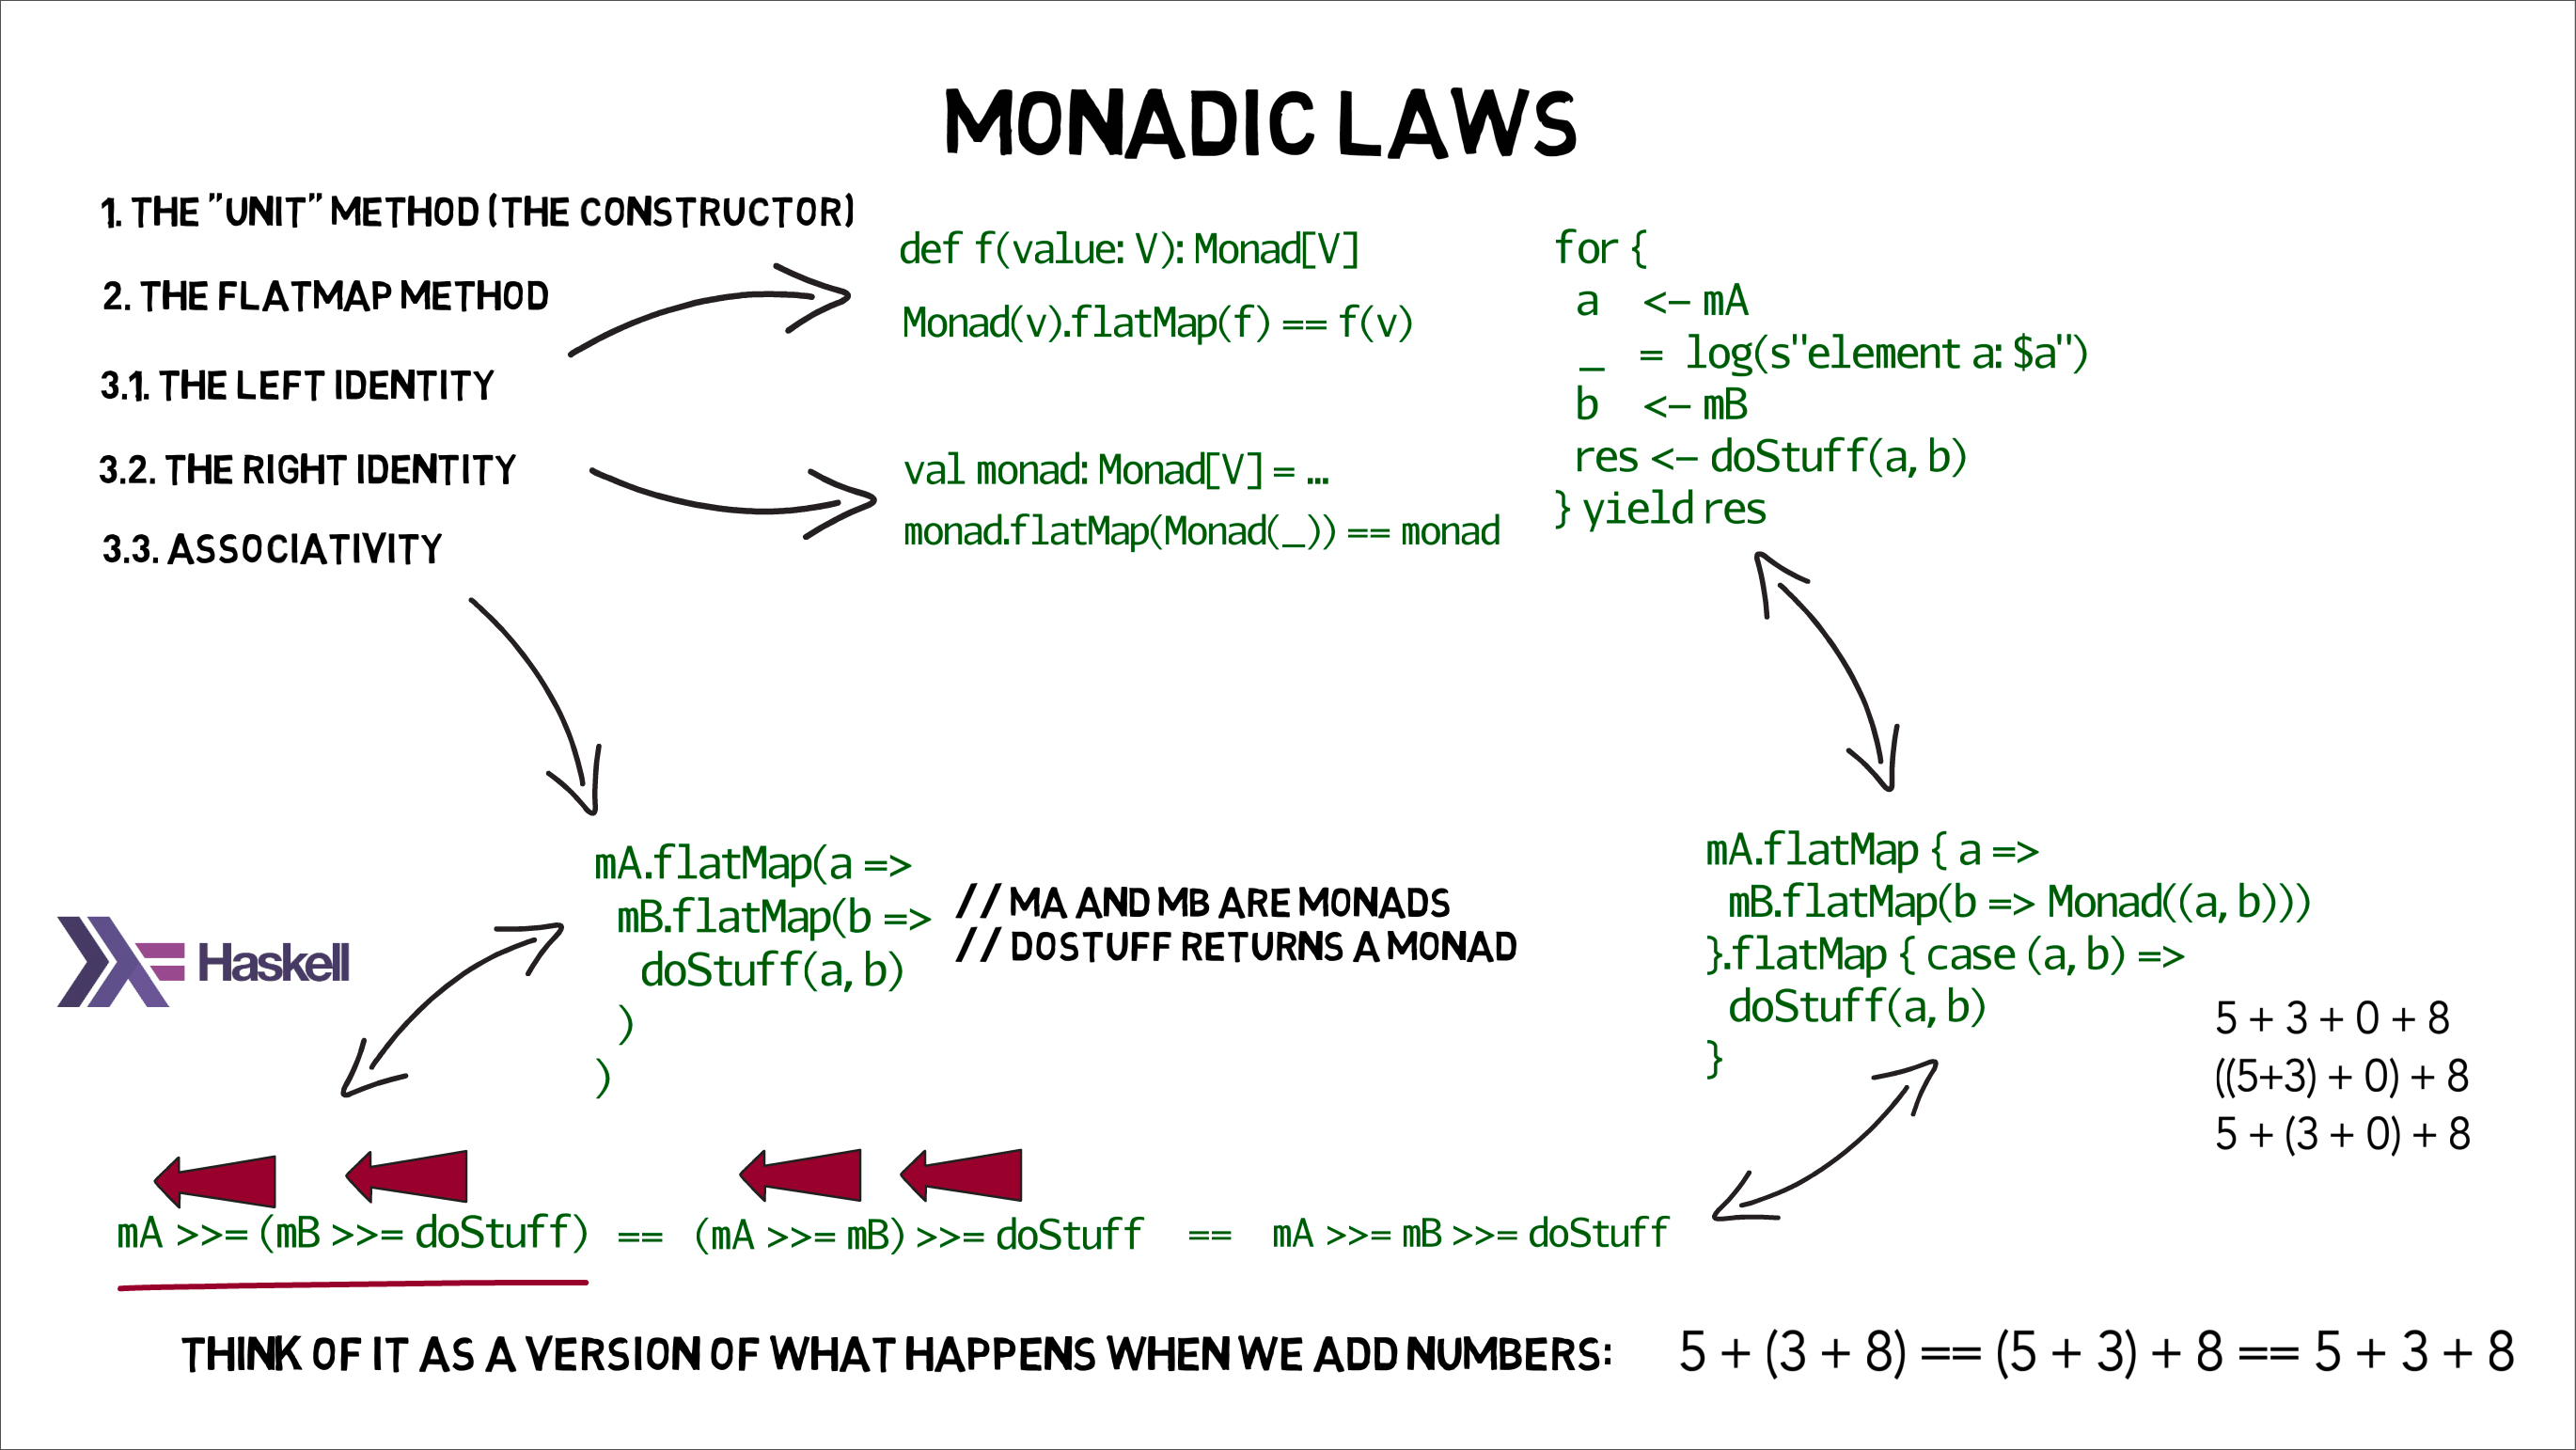 MONADIC LAWS
1. THE "UNIT" METHOD (THE CONSTRUCTOR)
2. THE FLATMAP METHOD
3.1. THE LEFT IDENTITY
3.2. THE RIGHT IDENTITY
3.3. ASSOCIATIVITY
def f(value: V): Monad[V]
Monad(v).flatMap(f) == f(v)
val monad: Monad[V] = ...
monad.flatMap(Monad(_)) == monad
for {
a <- mA
_ = log(s"element a: $a")
b <- mB
res <- doStuff(a, b)
} yield res
Haskell
mA.flatMap(a =>
mB.flatMap(b =>
doStuff(a, b)
)
)
// MA AND MB ARE MONADS
// DOSTUFF RETURNS A MONAD
mA.flatMap { a =>
mB.flatMap(b => Monad((a, b)))
}.flatMap { case (a, b) =>
doStuff(a, b)
}
5 + 3 + 0 + 8
((5+3) + 0) + 8
5 + (3 + 0) + 8
mA >>= (mB >>= doStuff) == (mA >>= mB) >>= doStuff == mA >>= mB >>= doStuff
THINK OF IT AS A VERSION OF WHAT HAPPENS WHEN WE ADD NUMBERS: 5 + (3 + 8) == (5 + 3) + 8 == 5 + 3 + 8